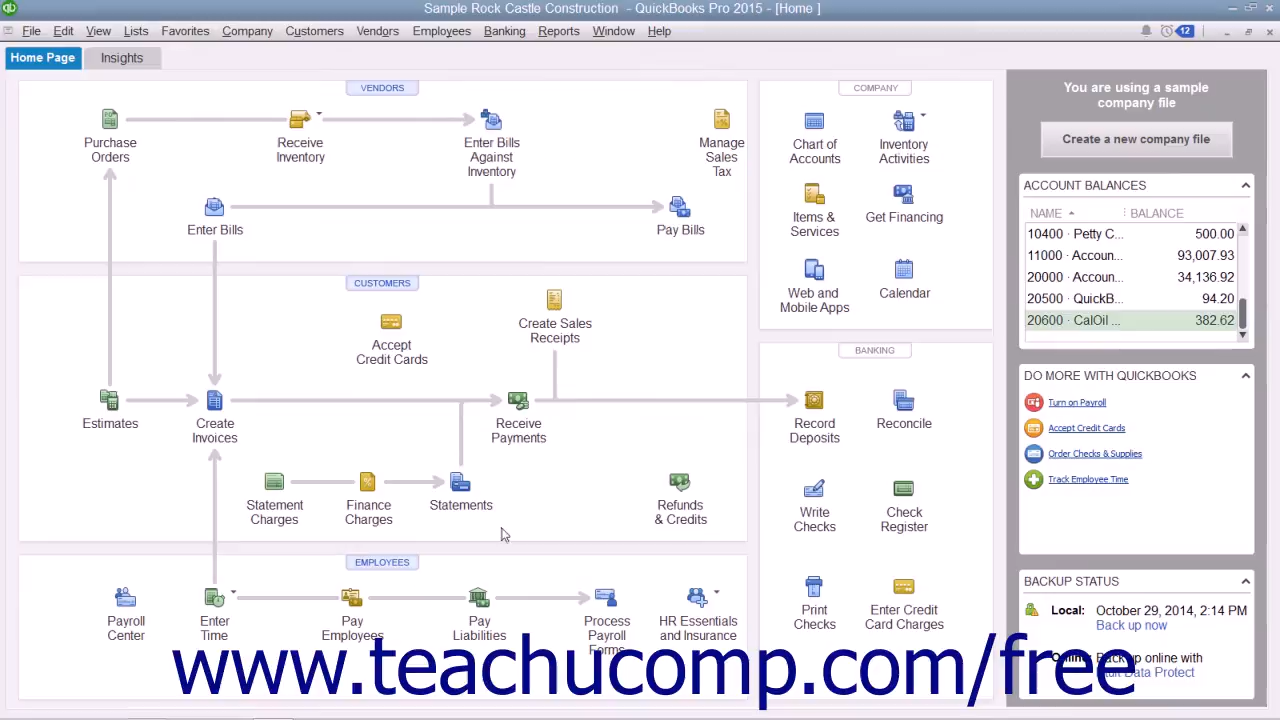 Sample Rock Castle Construction - QuickBooks Pro 2015 - [Home ]
File Edit View Lists Favorites Company Customers Vendors Employees Banking Reports Window Help
12
Home Page Insights
VENDORS
Purchase
Orders
Receive
Inventory
Enter Bills
Against
Inventory
Manage
Sales
Tax
Enter Bills
Pay Bills
CUSTOMERS
Accept
Credit Cards
Create Sales
Receipts
Estimates
Create
Invoices
Receive
Payments
Statement
Charges
Finance
Charges
Statements
Refunds
& Credits
EMPLOYEES
Payroll
Center
Enter
Time
Pay
Employees
Pay
Liabilities
Process
Payroll
Forms
HR Essentials
and Insurance
COMPANY
Chart of
Accounts
Inventory
Activities
Items &
Services
Get Financing
Web and
Mobile Apps
Calendar
BANKING
Record
Deposits
Reconcile
Write
Checks
Check
Register
Print
Checks
Enter Credit
Card Charges
You are using a sample
company file
Create a new company file
ACCOUNT BALANCES
NAME BALANCE
10400 · Petty C... 500.00
11000 · Accoun... 93,007.93
20000 · Accoun... 34,136.92
20500 · QuickB... 94.20
20600 · CalOil ... 382.62
DO MORE WITH QUICKBOOKS
Turn on Payroll
Accept Credit Cards
Order Checks & Supplies
Track Employee Time
BACKUP STATUS
Local: October 29, 2014, 2:14 PM
Back up now
Online: Back up online with
Data Protect
www.teachucomp.com/free